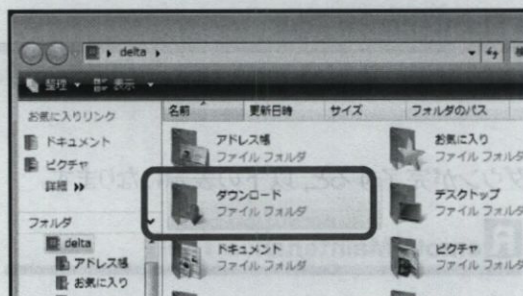 delta
整理 表示
お気に入りリンク
ドキュメント
ピクチャ
詳細
フォルダ
delta
アドレス帳
お気に入り
名前 更新日時 サイズ フォルダのパス
アドレス帳
ファイル フォルダ
お気に入り
ファイル フォル
ダウンロード
ファイル フォルダ
デスクトップ
ファイル フォル
ドキュメント
ファイル フォルダ
ピクチャ
ファイル フォル